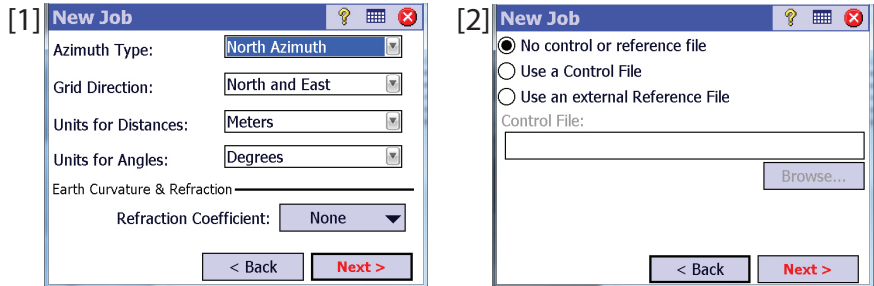 [1]
New Job
Azimuth Type: North Azimuth
Grid Direction: North and East
Units for Distances: Meters
Units for Angles: Degrees
Earth Curvature & Refraction
Refraction Coefficient: None
< Back Next >
[2]
New Job
No control or reference file
Use a Control File
Use an external Reference File
Control File:
Browse...
< Back Next >